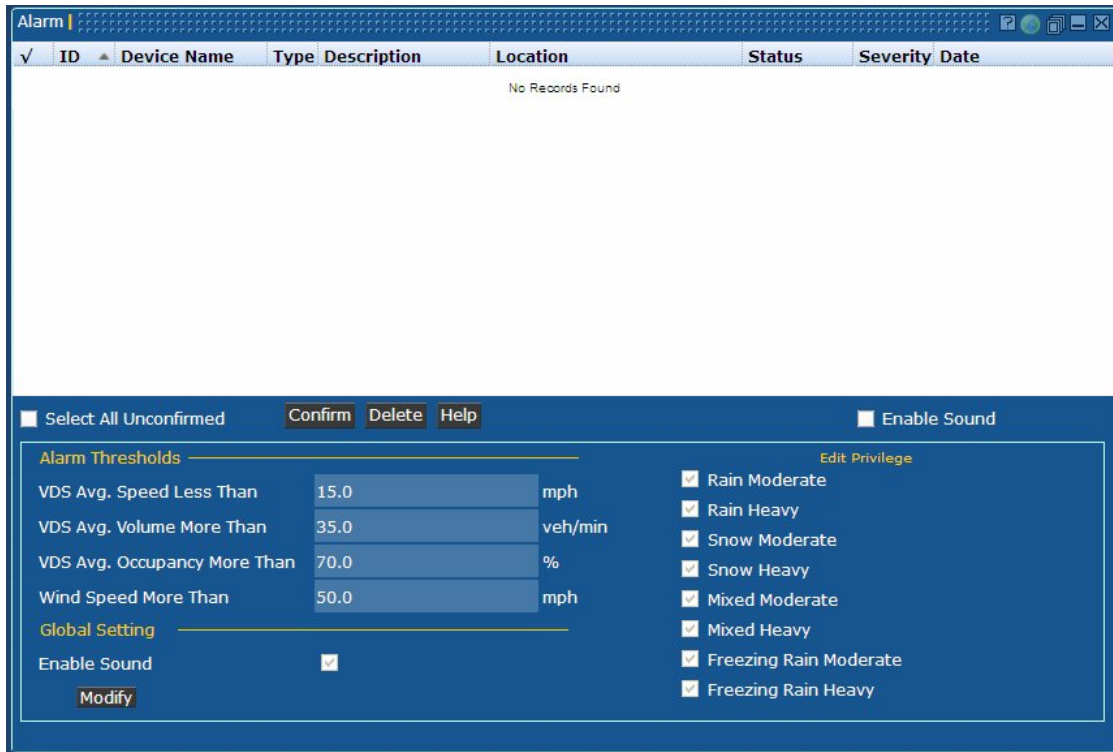 Alarm
√ ID Device Name Type Description Location Status Severity Date
No Records Found
Select All Unconfirmed Confirm Delete Help Enable Sound
Alarm Thresholds
VDS Avg. Speed Less Than 15.0 mph
VDS Avg. Volume More Than 35.0 veh/min
VDS Avg. Occupancy More Than 70.0 %
Wind Speed More Than 50.0 mph
Global Setting
Enable Sound
Modify
Edit Privilege
Rain Moderate
Rain Heavy
Snow Moderate
Snow Heavy
Mixed Moderate
Mixed Heavy
Freezing Rain Moderate
Freezing Rain Heavy